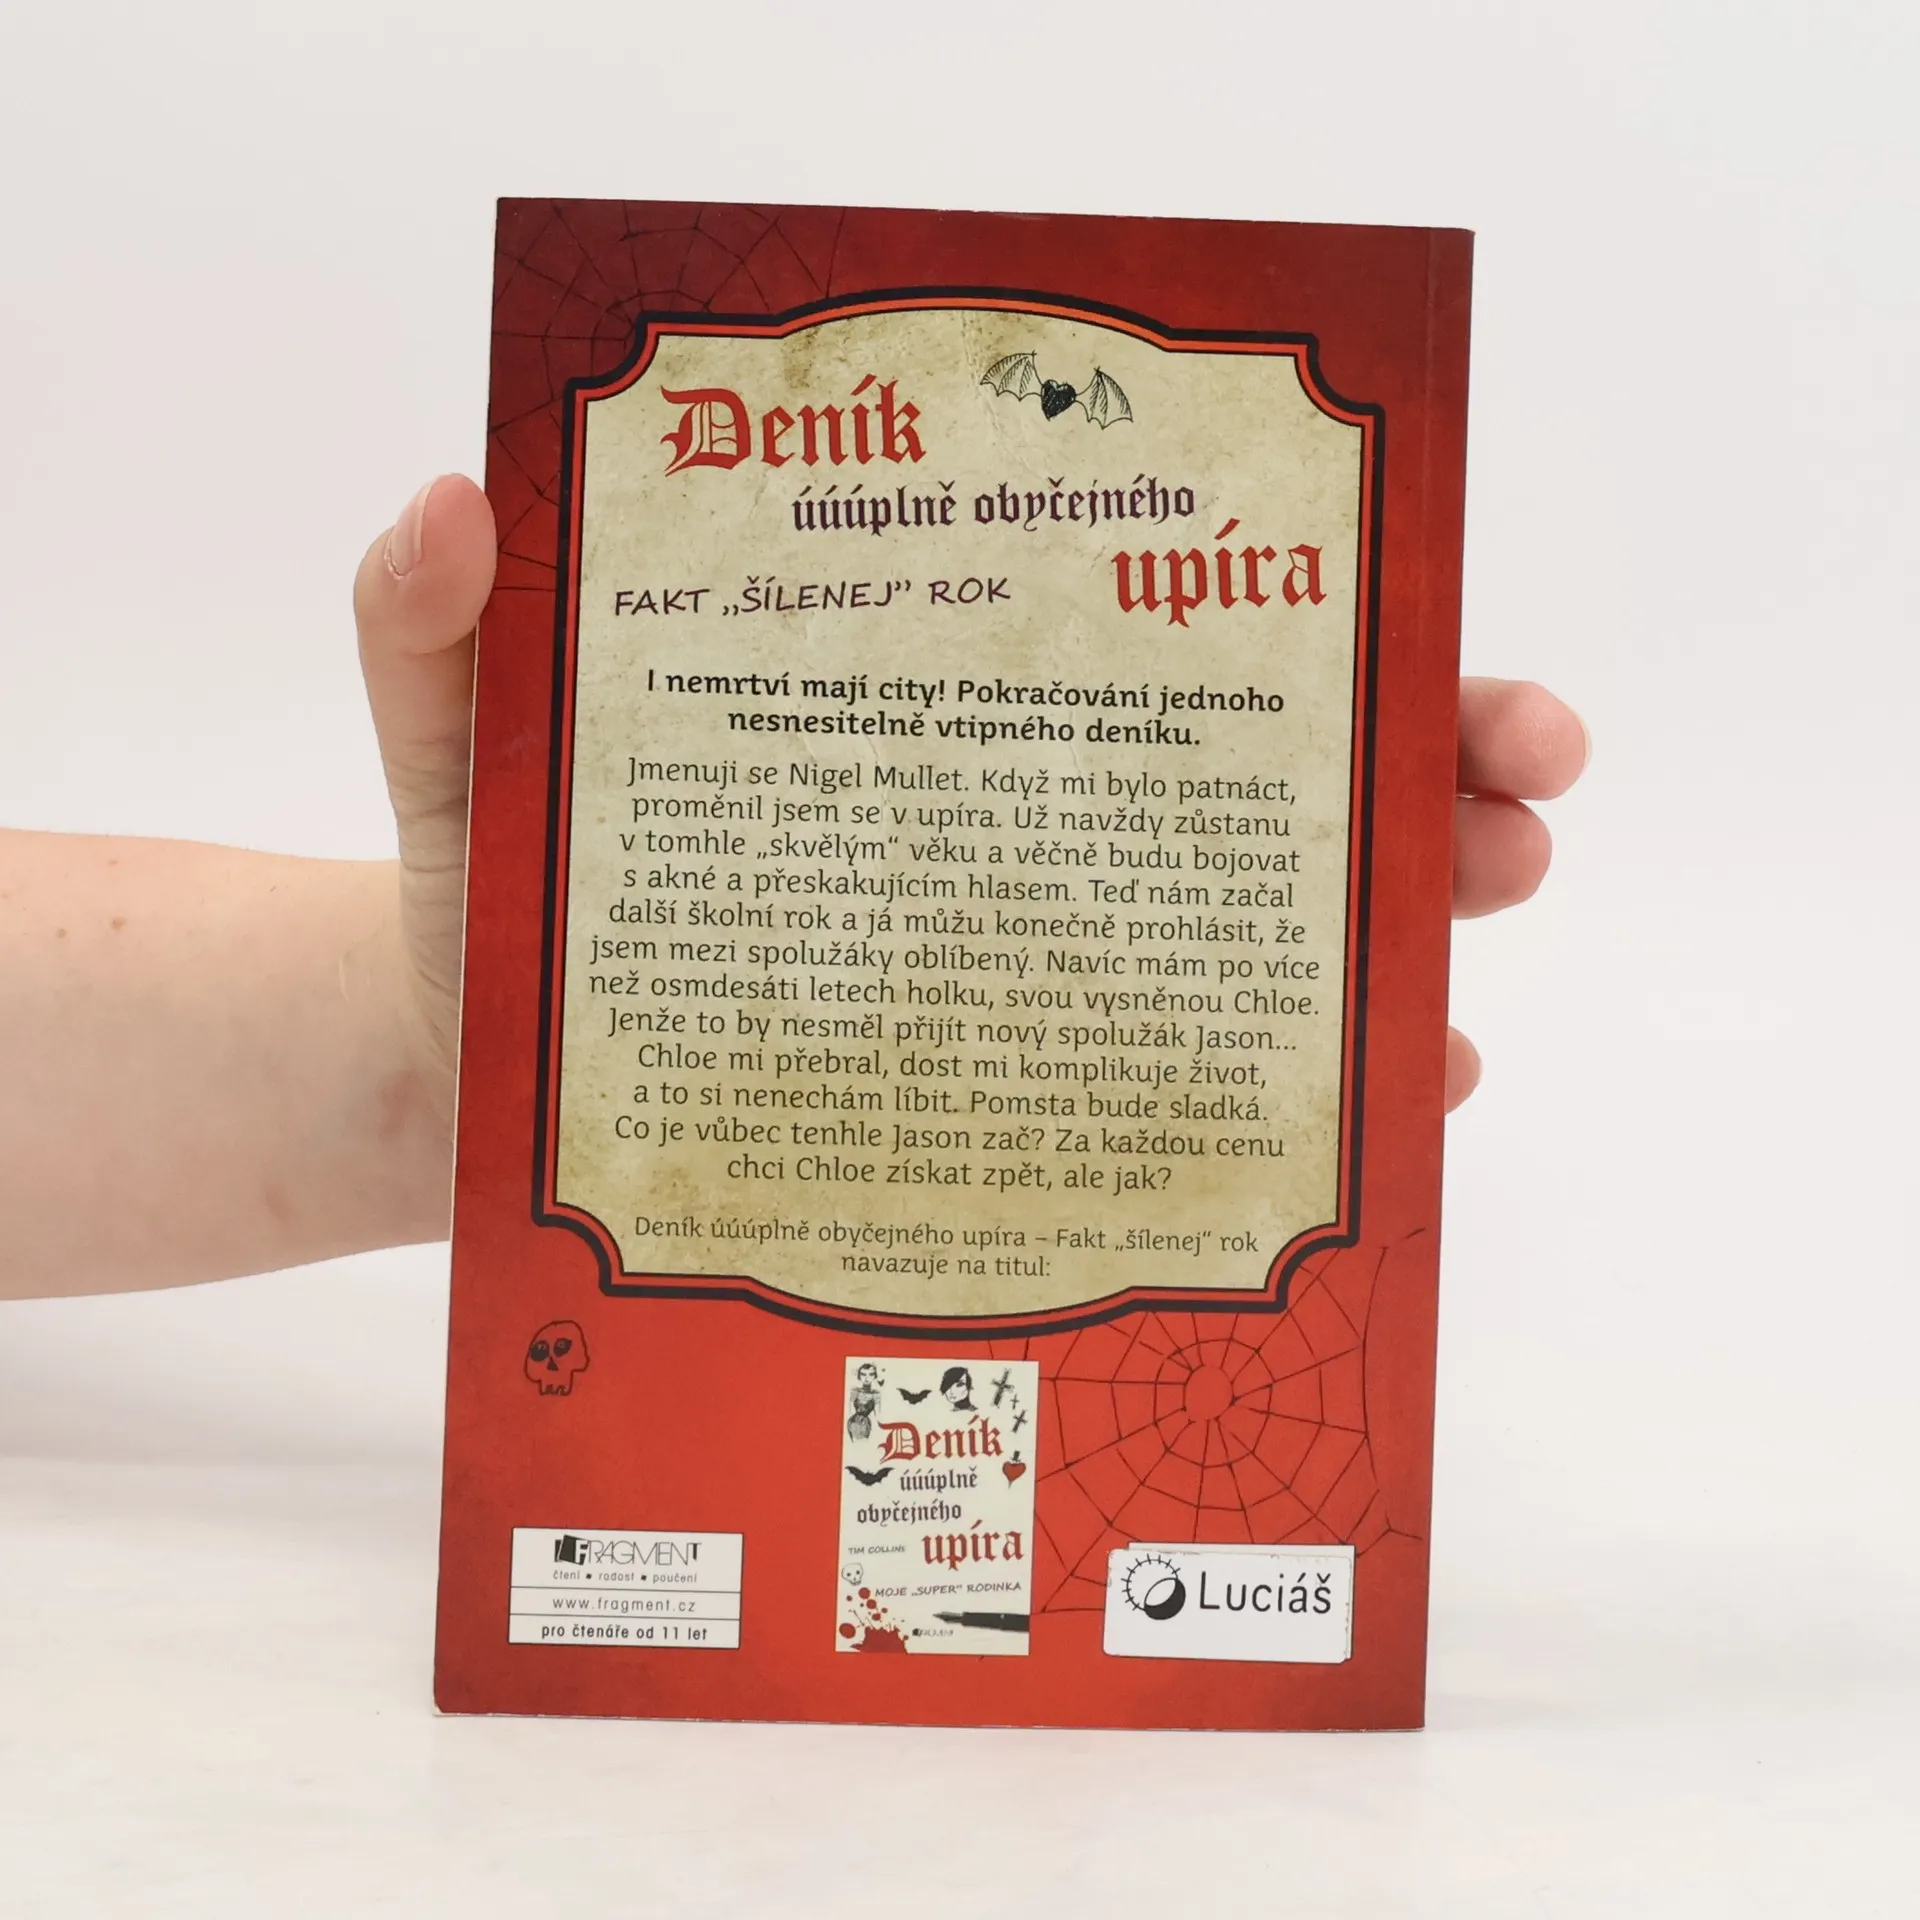 Deník
úúúplně obyčejného
upíra
FAKT „ŠÍLENEJ” ROK
I nemrtví mají city! Pokračování jednoho
nesnesitelně vtipného deníku.
Jmenuji se Nigel Mullet. Když mi bylo patnáct,
proměnil jsem se v upíra. Už navždy zůstanu
v tomhle „skvělým“ věku a věčně budu bojovat
s akné a přeskakujícím hlasem. Teď nám začal
další školní rok a já můžu konečně prohlásit, že
jsem mezi spolužáky oblíbený. Navíc mám po více
než osmdesáti letech holku, svou vysněnou Chloe.
Jenže to by nesměl přijít nový spolužák Jason...
Chloe mi přebral, dost mi komplikuje život,
a to si nenechám líbit. Pomsta bude sladká.
Co je vůbec tenhle Jason zač? Za každou cenu
chci Chloe získat zpět, ale jak?
Deník úúúplně obyčejného upíra – Fakt „šílenej“ rok
navazuje na titul:
Deník
úúúplně
obyčejného
upíra
TIM COLLINS
MOJE „SUPER“ RODINKA
FRAGMENT
FRAGMENT
čtení ■ radost ■ poučení
www.fragment.cz
pro čtenáře od 11 let
Luciáš